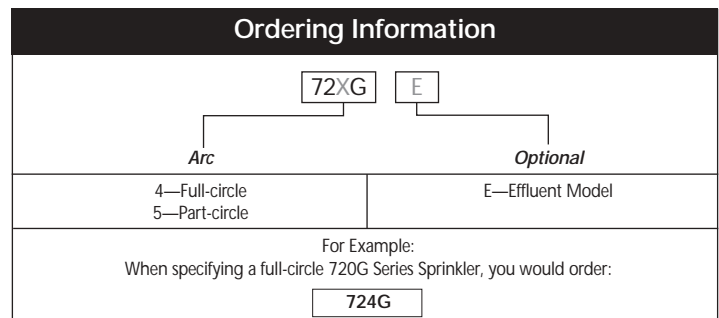 Ordering Information
72XG E
Arc Optional
4—Full-circle E—Effluent Model
5—Part-circle
For Example:
When specifying a full-circle 720G Series Sprinkler, you would order:
724G